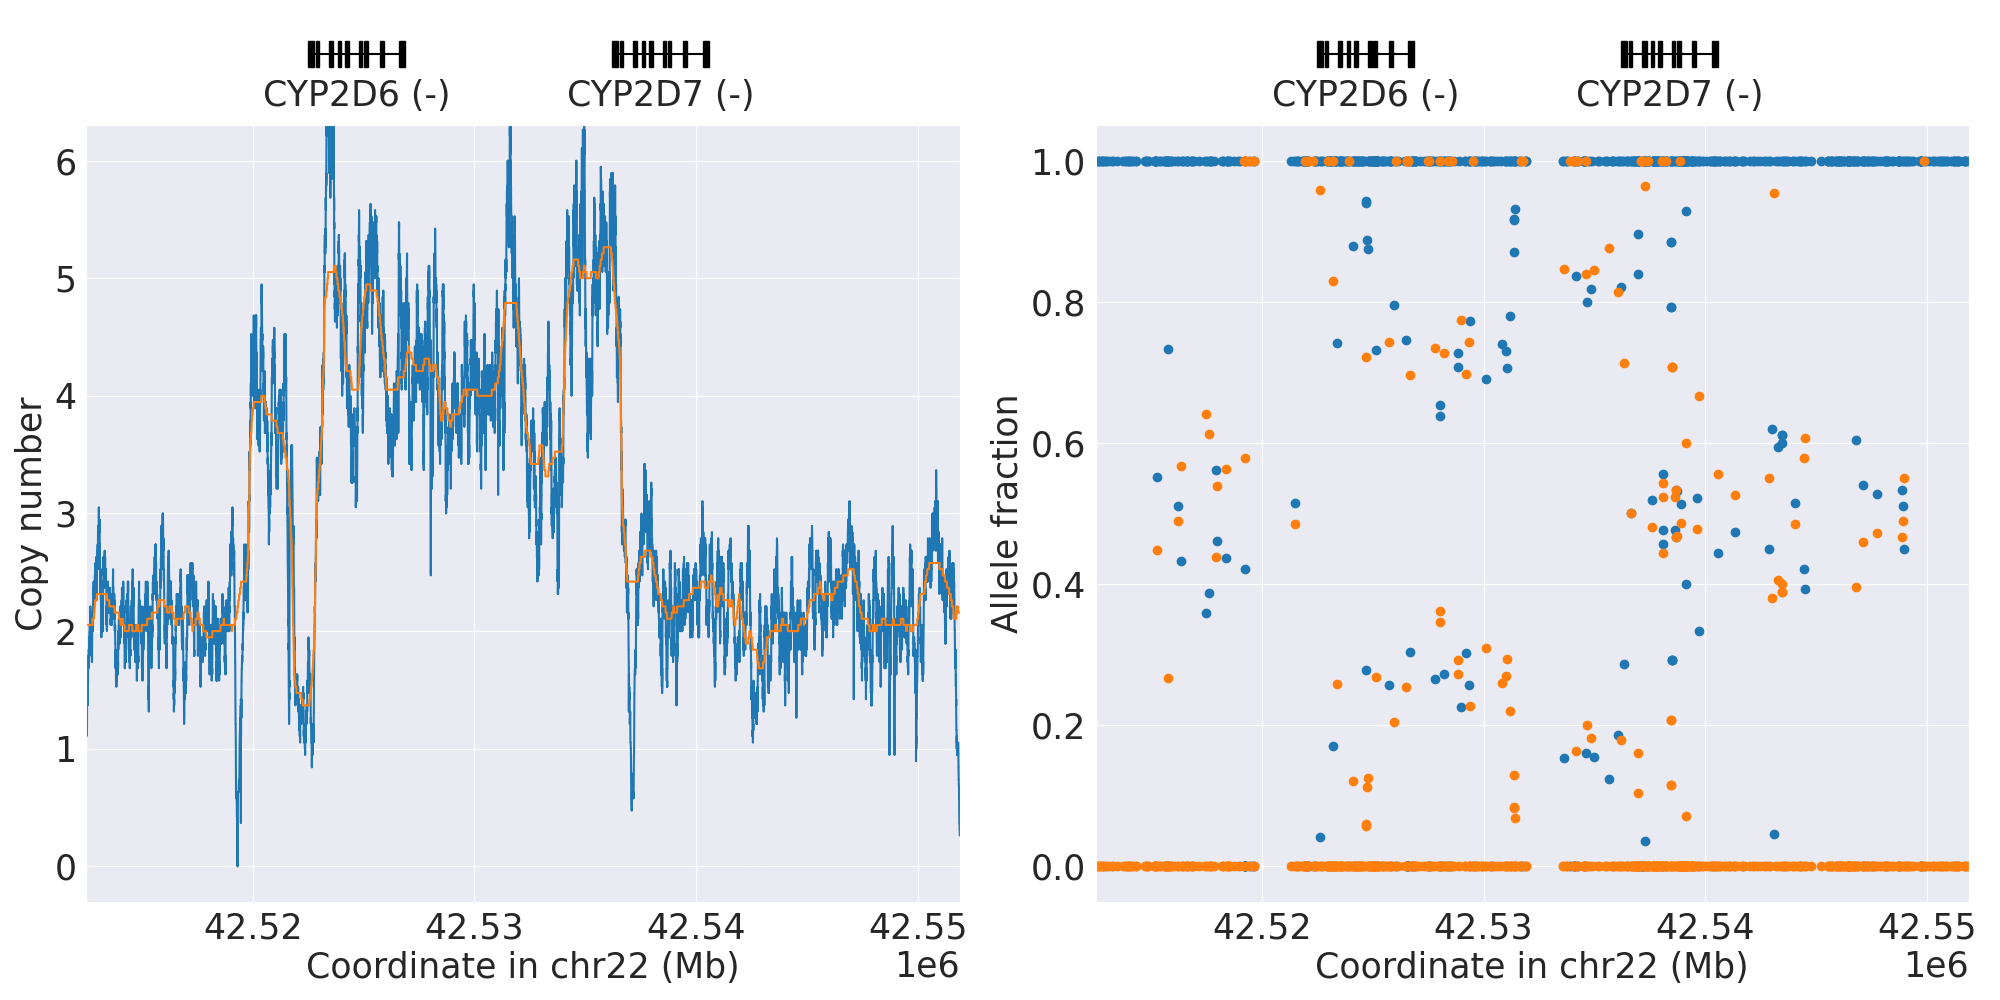 CYP2D6 (-)
CYP2D7 (-)
Copy number
6
5
4
3
2
1
0
42.52
42.53
42.54
42.55
Coordinate in chr22 (Mb)
1e6
CYP2D6 (-)
CYP2D7 (-)
Allele fraction
1.0
0.8
0.6
0.4
0.2
0.0
42.52
42.53
42.54
42.55
Coordinate in chr22 (Mb)
1e6